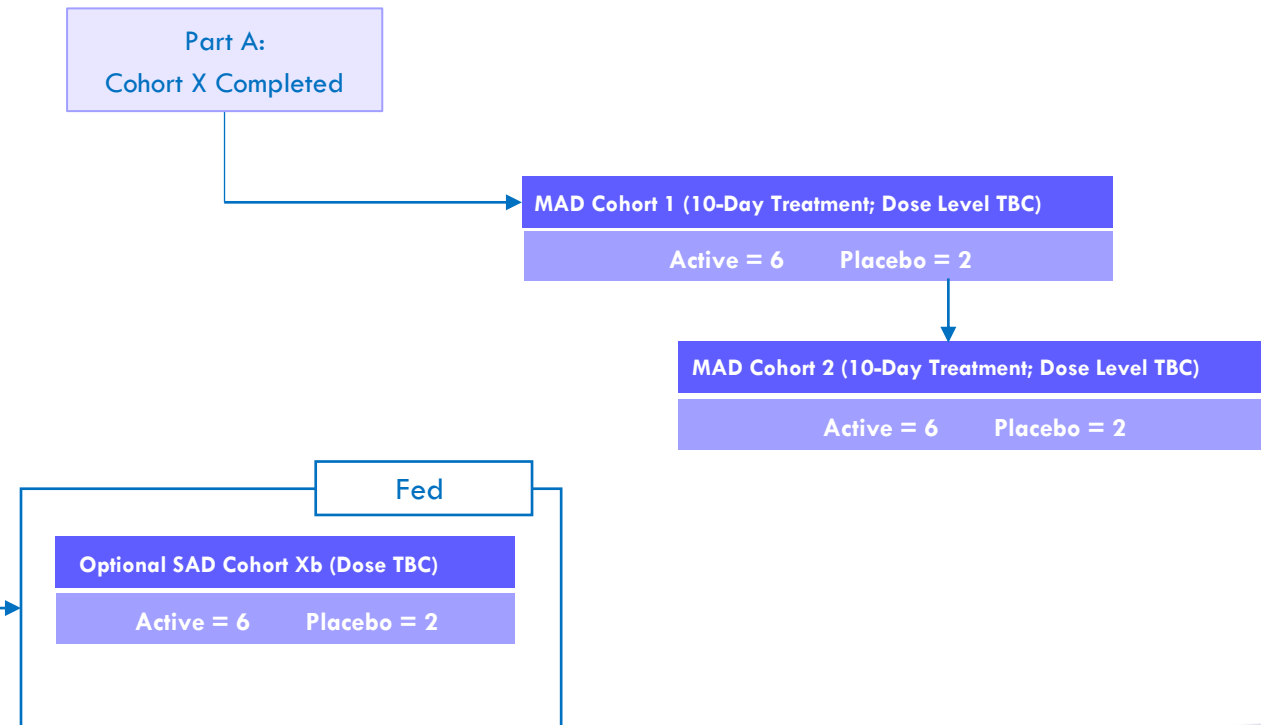 Part A:
Cohort X Completed
MAD Cohort 1 (10-Day Treatment; Dose Level TBC)
Active = 6 Placebo = 2
MAD Cohort 2 (10-Day Treatment; Dose Level TBC)
Active = 6 Placebo = 2
Fed
Optional SAD Cohort Xb (Dose TBC)
Active = 6 Placebo = 2